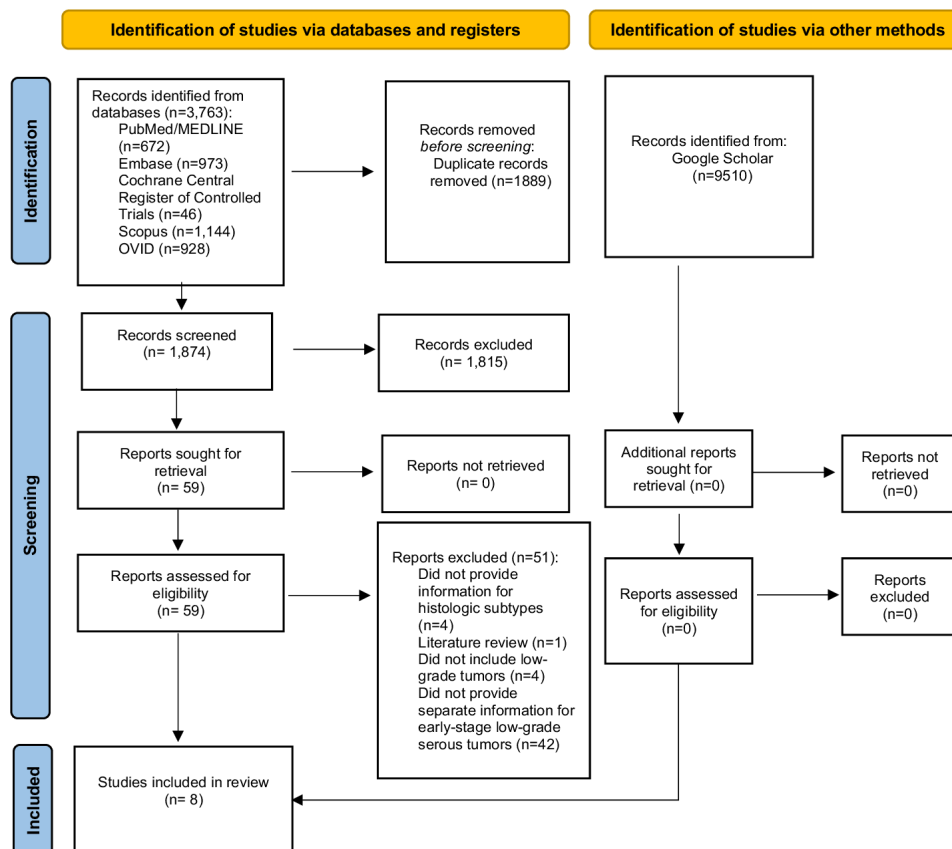 Identification of studies via databases and registers
Identification of studies via other methods
Identification
Records identified from
databases (n=3,763):
PubMed/MEDLINE
(n=672)
Embase (n=973)
Cochrane Central
Register of Controlled
Trials (n=46)
Scopus (n=1,144)
OVID (n=928)
Records removed
before screening:
Duplicate records
removed (n=1889)
Records identified from:
Google Scholar
(n=9510)
Screening
Records screened
(n= 1,874)
Records excluded
(n= 1,815)
Reports sought for
retrieval
(n= 59)
Reports not retrieved
(n= 0)
Additional reports
sought for
retrieval (n=0)
Reports not
retrieved
(n=0)
Reports assessed for
eligibility
(n= 59)
Reports excluded (n=51):
Did not provide
information for
histologic subtypes
(n=4)
Literature review (n=1)
Did not include low-
grade tumors (n=4)
Did not provide
separate information for
early-stage low-grade
serous tumors (n=42)
Reports assessed
for eligibility
(n=0)
Reports
excluded
(n=0)
Included
Studies included in review
(n= 8)